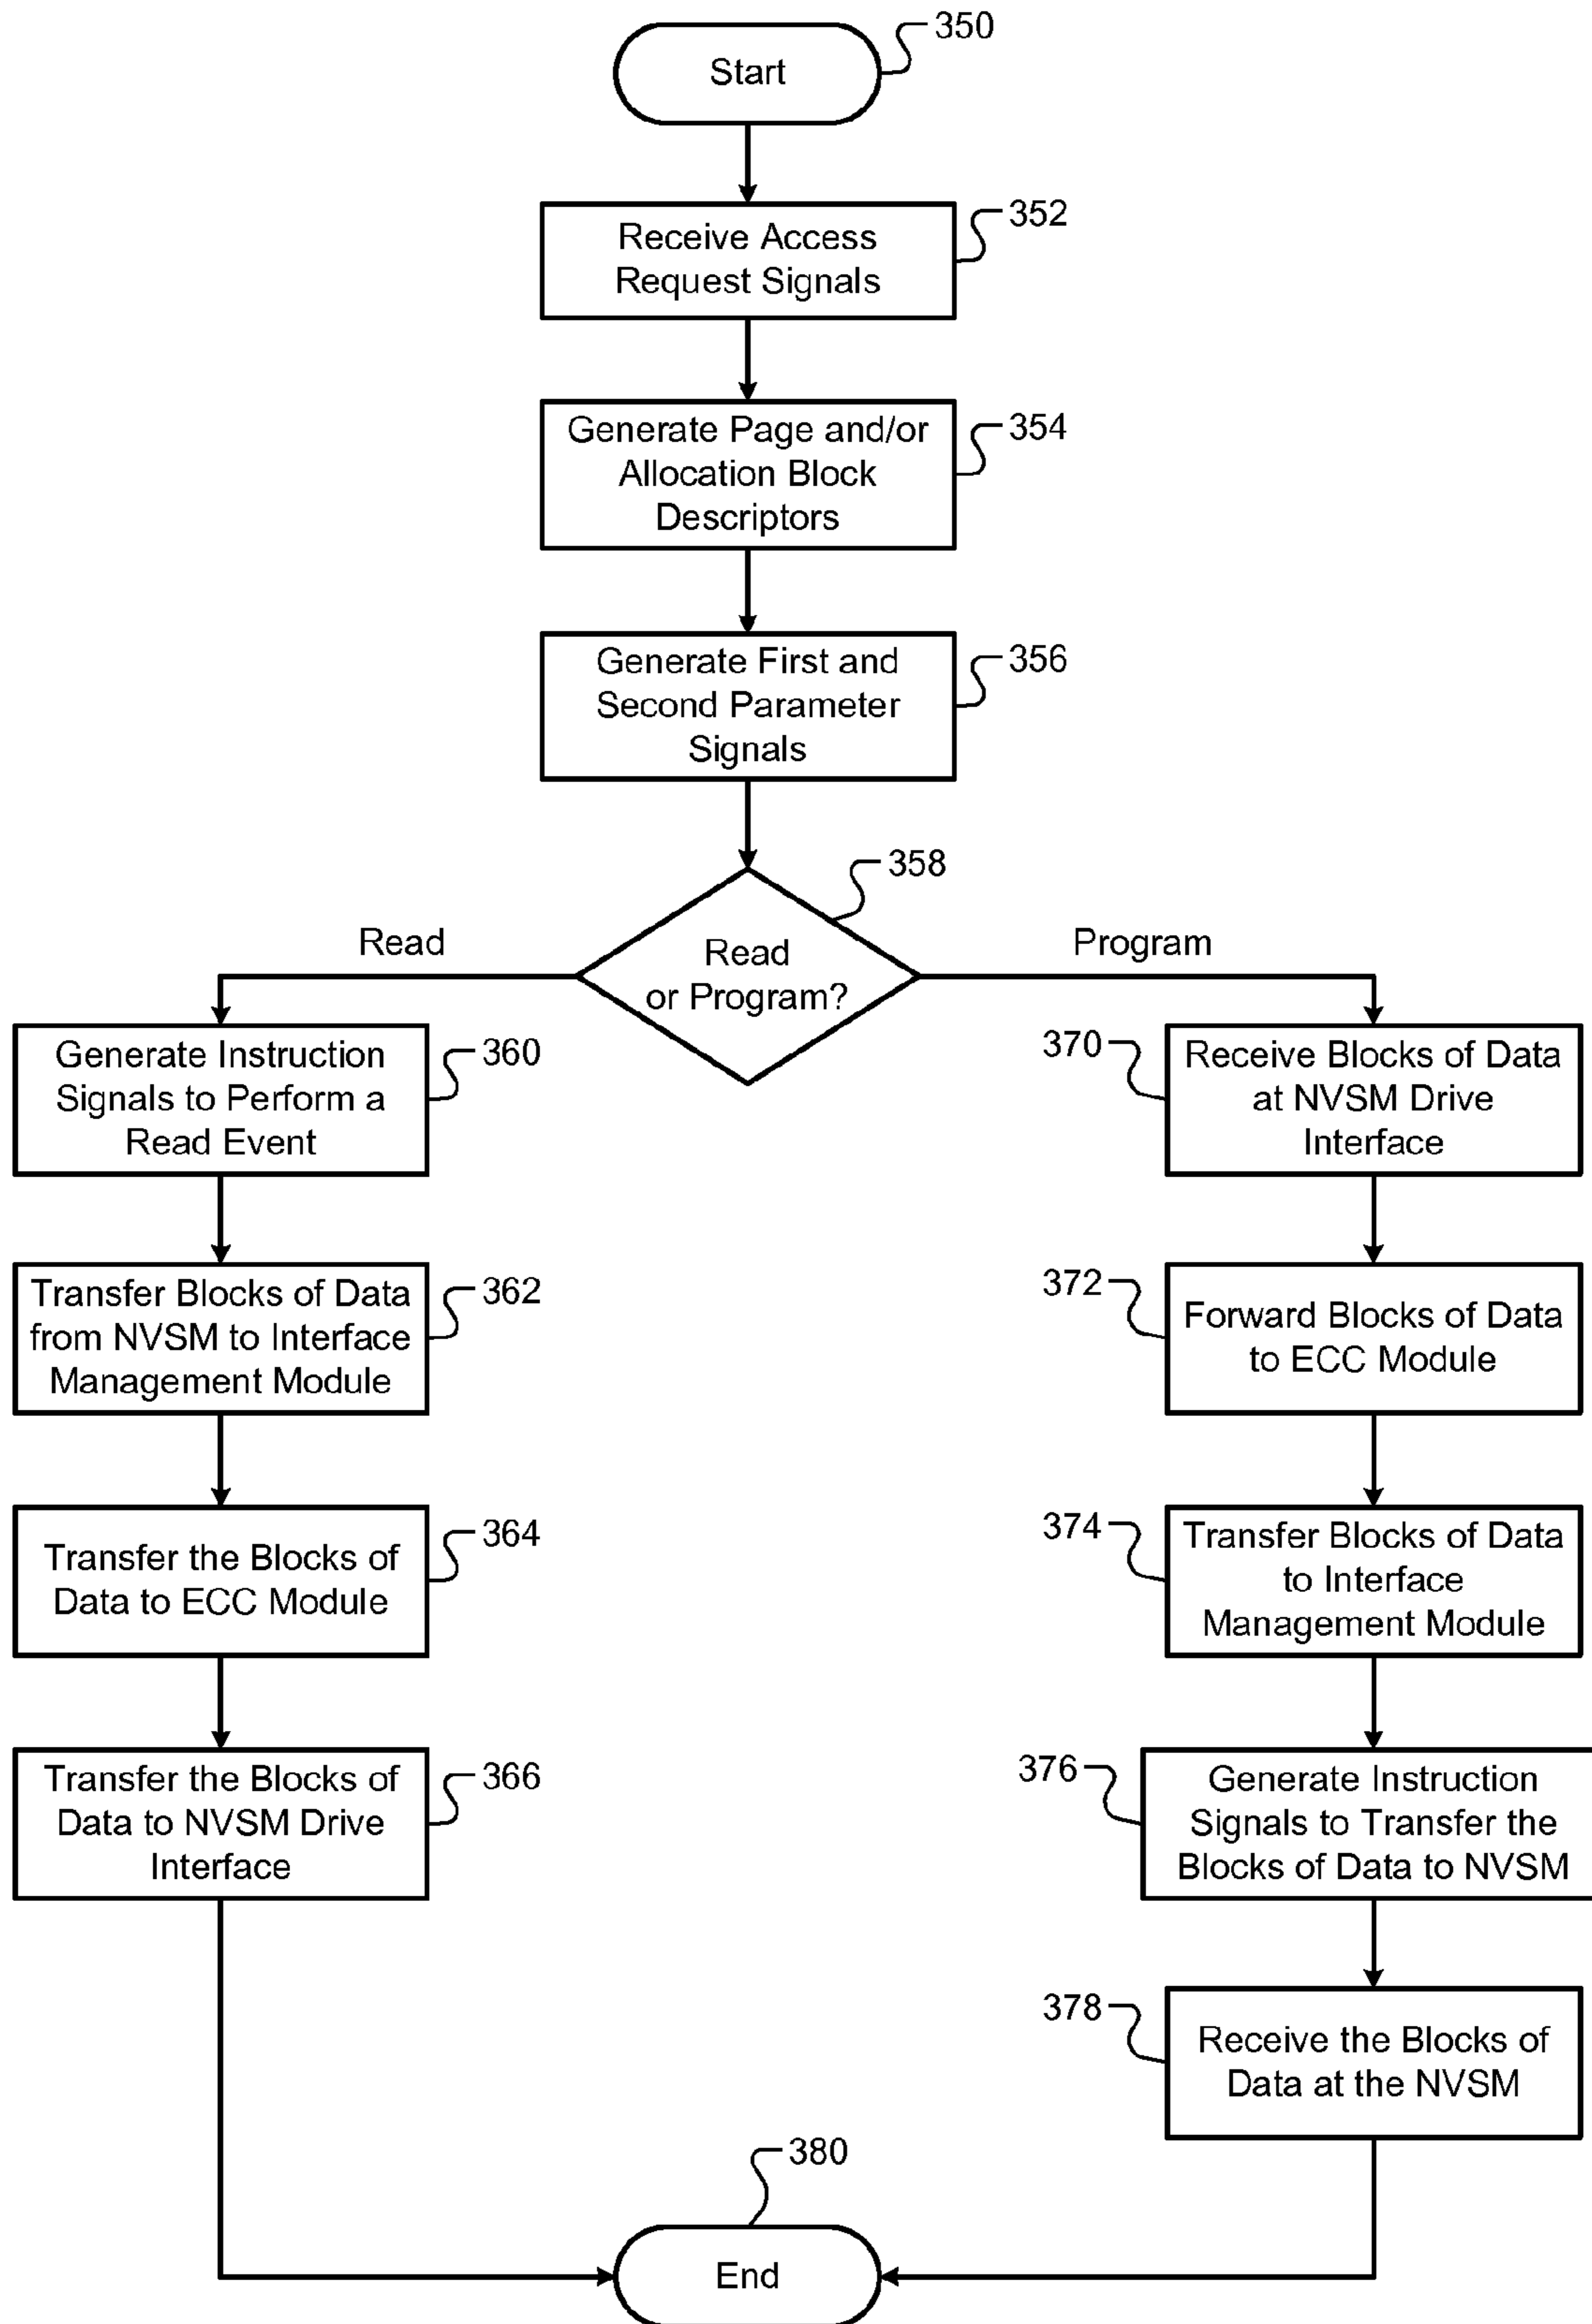 350
Start
352
Receive Access
Request Signals
354
Generate Page and/or
Allocation Block
Descriptors
356
Generate First and
Second Parameter
Signals
358
Read
or Program?
Read
Program
360
Generate Instruction
Signals to Perform a
Read Event
362
Transfer Blocks of Data
from NVSM to Interface
Management Module
364
Transfer the Blocks of
Data to ECC Module
366
Transfer the Blocks of
Data to NVSM Drive
Interface
370
Receive Blocks of Data
at NVSM Drive
Interface
372
Forward Blocks of Data
to ECC Module
374
Transfer Blocks of Data
to Interface
Management Module
376
Generate Instruction
Signals to Transfer the
Blocks of Data to NVSM
378
Receive the Blocks of
Data at the NVSM
380
End